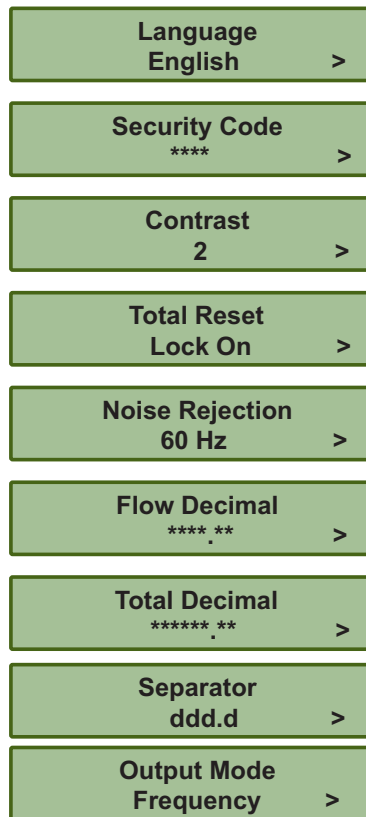 Language
English >
Security Code
**** >
Contrast
2 >
Total Reset
Lock On >
Noise Rejection
60 Hz >
Flow Decimal
****.** >
Total Decimal
******.** >
Separator
ddd.d >
Output Mode
Frequency >